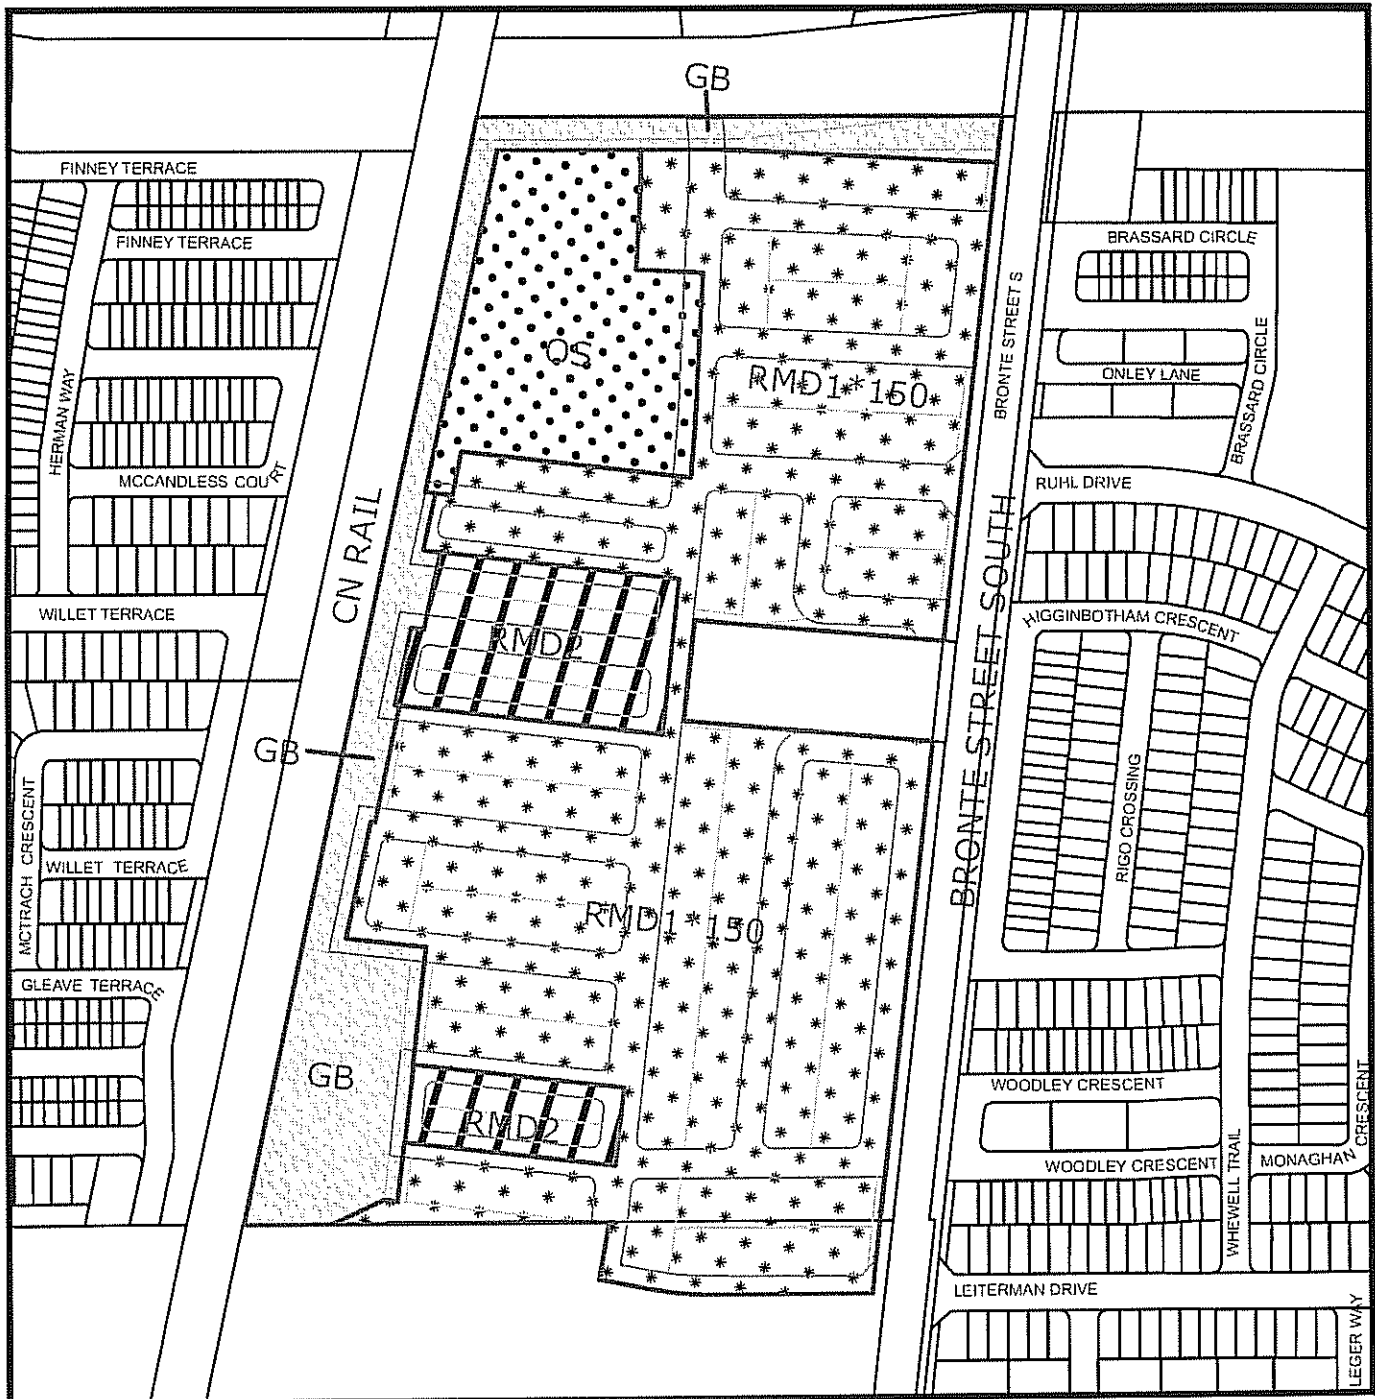 GB
FINNEY TERRACE
FINNEY TERRACE
BRASSARD CIRCLE
BRONTE STREET S
HERMAN WAY
OS
RMD1*150
ONLEY LANE
BRASSARD CIRCLE
MCCANDLESS COURT
RUHL DRIVE
CN RAIL
WILLET TERRACE
RMD2
HIGGINBOTHAM CRESCENT
BRONTE STREET SOUTH
GB
RIGO CROSSING
MCTRACH CRESCENT
WILLET TERRACE
RMD1*150
GLEAVE TERRACE
GB
RMD2
WOODLEY CRESCENT
WOODLEY CRESCENT
WHEWELL TRAIL
MONAGHAN CRESCENT
LEITERMAN DRIVE
LEGER WAY